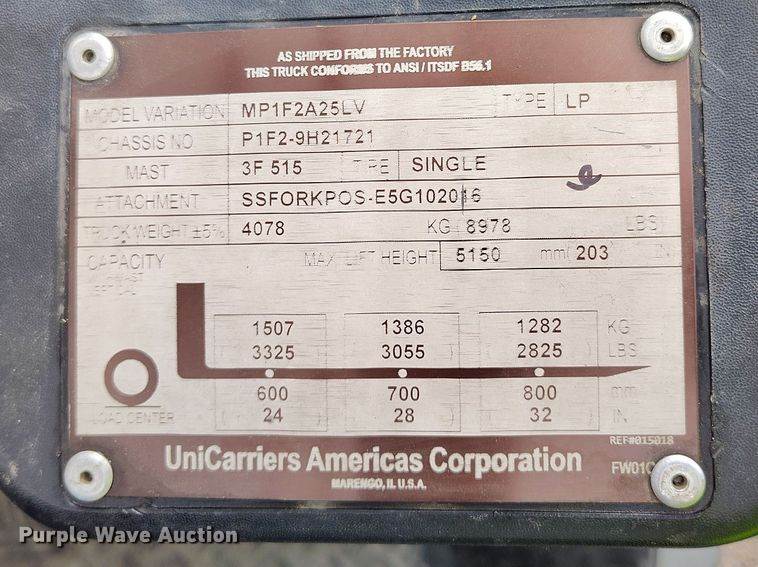 AS SHIPPED FROM THE FACTORY
THIS TRUCK CONFORMS TO ANSI / ITSDF B56.1
MODEL VARIATION MP1F2A25LV TYPE LP
CHASSIS NO P1F2-9H21721
MAST 3F 515 TYPE SINGLE
ATTACHMENT SSFORKPOS-E5G102016
TRUCK WEIGHT ±5% 4078 KG 8978 LBS
CAPACITY MAX LIFT HEIGHT 5150 mm( 203 IN
MAST
VERTICAL
1507 1386 1282 KG
3325 3055 2825 LBS
600 700 800 mm
LOAD CENTER 24 28 32 IN
REF#015018
UniCarriers Americas Corporation
MARENGO, IL U.S.A.
Purple Wave Auction